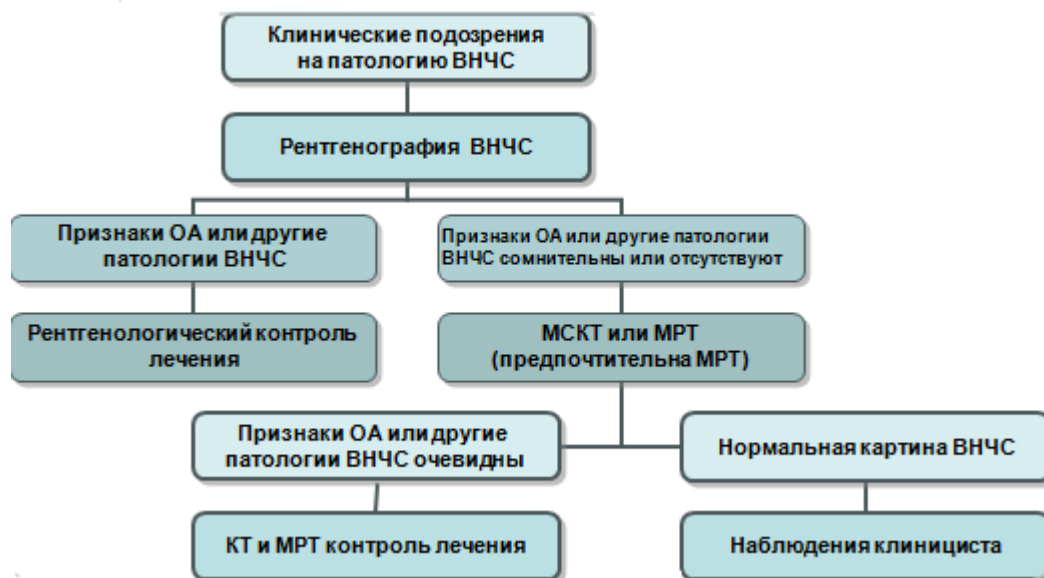 Клинические подозрения
на патологию ВНЧС
Рентгенография ВНЧС
Признаки ОА или другие
патологии ВНЧС
Признаки ОА или другие патологии
ВНЧС сомнительны или отсутствуют
Рентгенологический контроль
лечения
МСКТ или МРТ
(предпочтительна МРТ)
Признаки ОА или другие
патологии ВНЧС очевидны
Нормальная картина ВНЧС
КТ и МРТ контроль лечения
Наблюдения клинициста